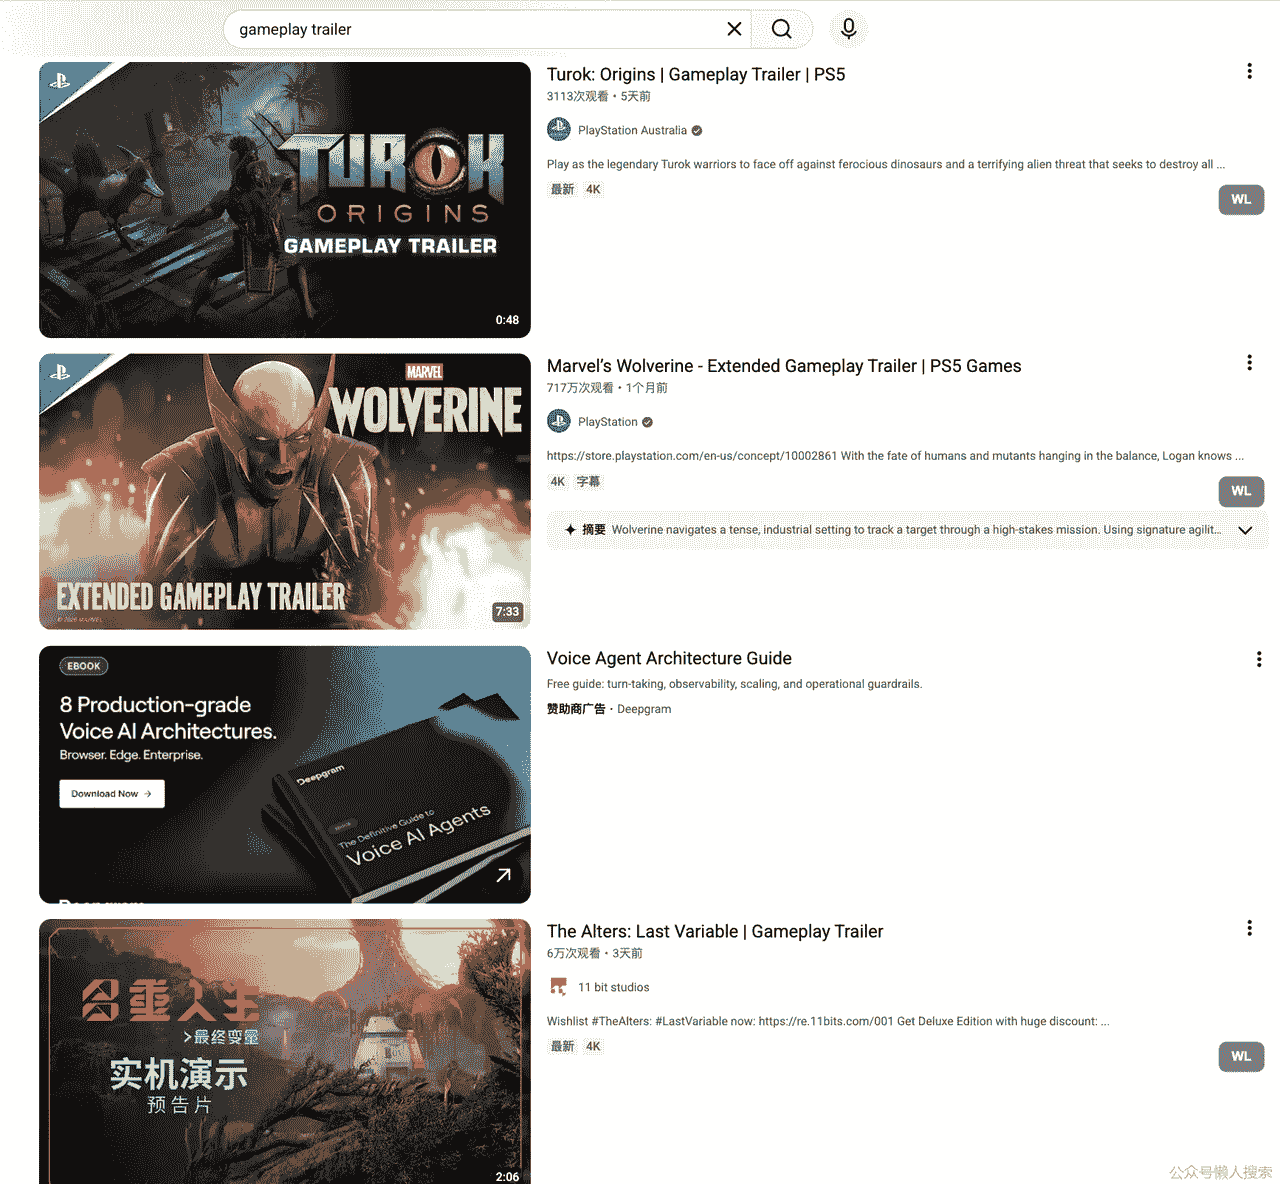 gameplay trailer
TUROK
ORIGINS
GAMEPLAY TRAILER
0:48
Turok: Origins | Gameplay Trailer | PS5
3113次观看・5天前
PlayStation Australia
Play as the legendary Turok warriors to face off against ferocious dinosaurs and a terrifying alien threat that seeks to destroy all ...
最新 4K
WL
MARVEL
WOLVERINE
EXTENDED GAMEPLAY TRAILER
7:33
Marvel’s Wolverine - Extended Gameplay Trailer | PS5 Games
717万次观看・1个月前
PlayStation
https://store.playstation.com/en-us/concept/10002861 With the fate of humans and mutants hanging in the balance, Logan knows ...
4K 字幕
WL
摘要 Wolverine navigates a tense, industrial setting to track a target through a high-stakes mission. Using signature agilit...
EBOOK
8 Production-grade
Voice AI Architectures.
Browser. Edge. Enterprise.
Download Now →
Deepgram
The Definitive Guide to
Voice AI Agents
Deepgram
Voice Agent Architecture Guide
Free guide: turn-taking, observability, scaling, and operational guardrails.
赞助商广告・Deepgram
多重人生
>最终变量
实机演示
预告片
2:06
The Alters: Last Variable | Gameplay Trailer
6万次观看・3天前
11 bit studios
Wishlist #TheAlters: #LastVariable now: https://re.11bits.com/001 Get Deluxe Edition with huge discount: ...
最新 4K
WL
公众号懒人搜索